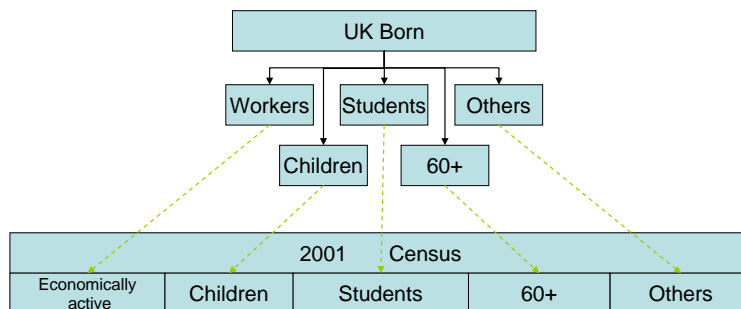 UK Born
Workers
Students
Others
Children
60+
2001 Census
Economically
active
Children
Students
60+
Others